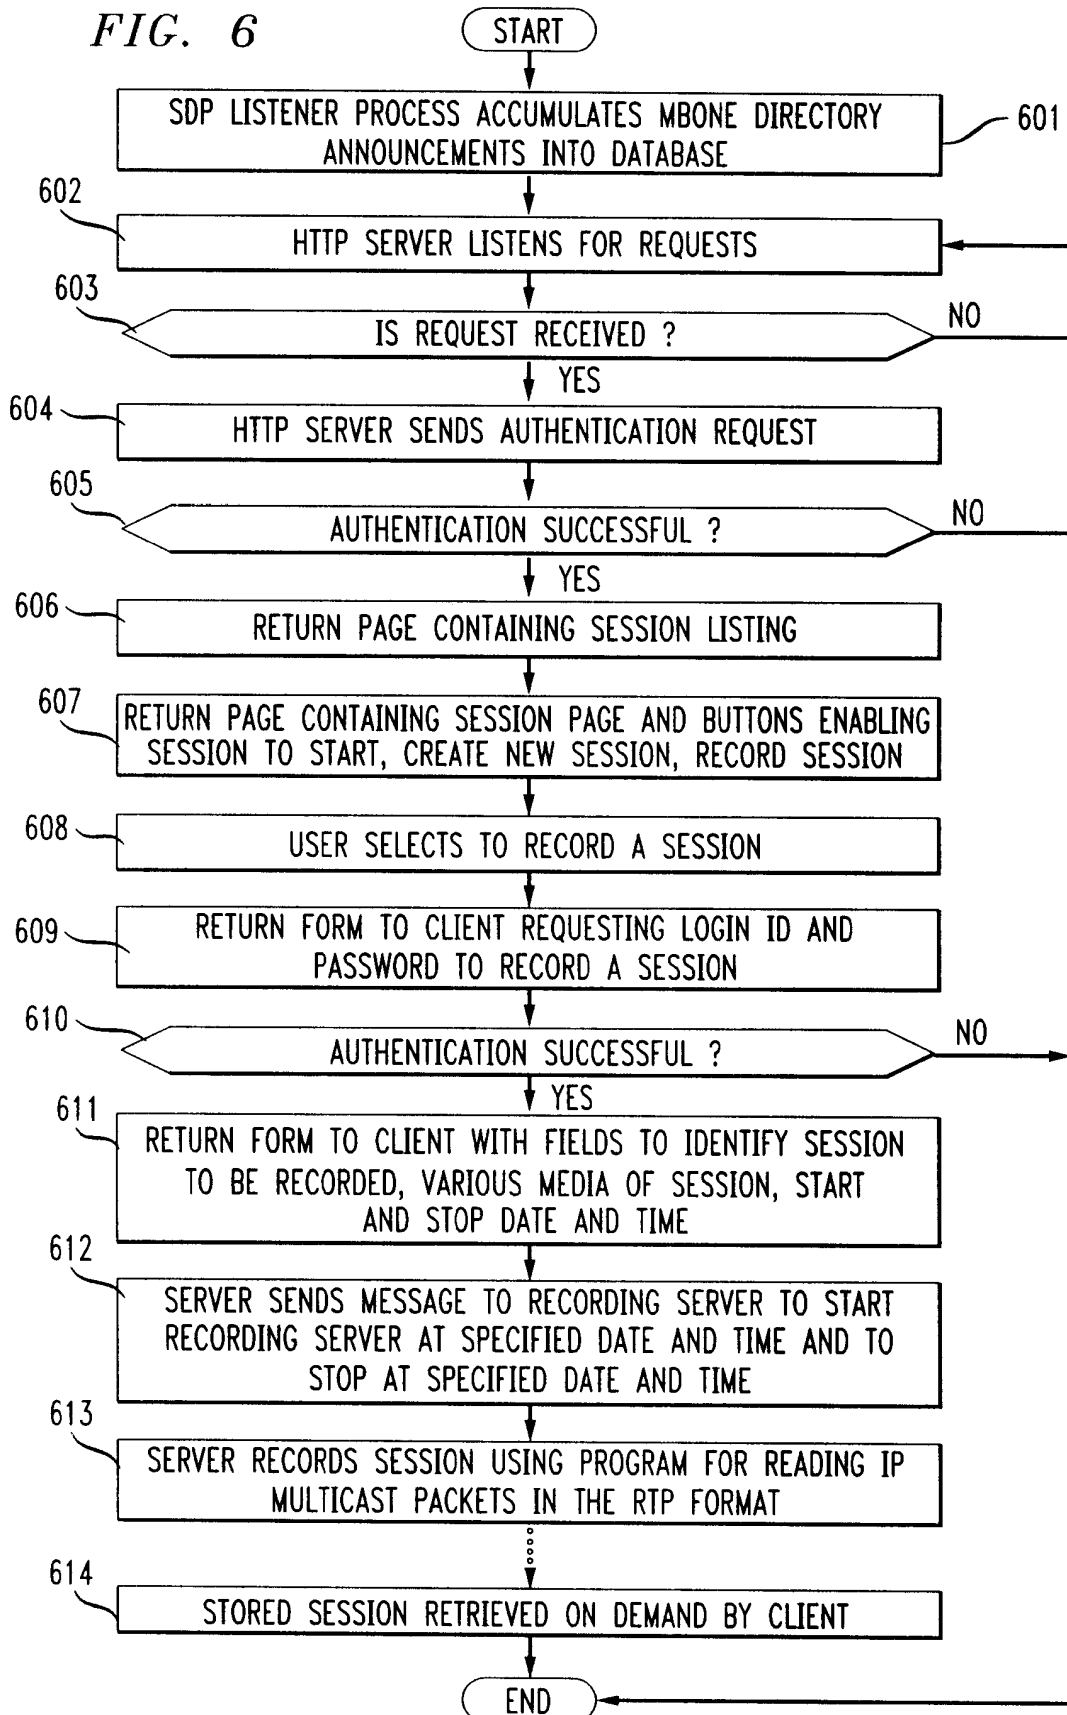 FIG. 6
START
SDP LISTENER PROCESS ACCUMULATES MBONE DIRECTORY
ANNOUNCEMENTS INTO DATABASE
601
602
HTTP SERVER LISTENS FOR REQUESTS
603
IS REQUEST RECEIVED ?
NO
YES
604
HTTP SERVER SENDS AUTHENTICATION REQUEST
605
AUTHENTICATION SUCCESSFUL ?
NO
YES
606
RETURN PAGE CONTAINING SESSION LISTING
607
RETURN PAGE CONTAINING SESSION PAGE AND BUTTONS ENABLING
SESSION TO START, CREATE NEW SESSION, RECORD SESSION
608
USER SELECTS TO RECORD A SESSION
609
RETURN FORM TO CLIENT REQUESTING LOGIN ID AND
PASSWORD TO RECORD A SESSION
610
AUTHENTICATION SUCCESSFUL ?
NO
YES
611
RETURN FORM TO CLIENT WITH FIELDS TO IDENTIFY SESSION
TO BE RECORDED, VARIOUS MEDIA OF SESSION, START
AND STOP DATE AND TIME
612
SERVER SENDS MESSAGE TO RECORDING SERVER TO START
RECORDING SERVER AT SPECIFIED DATE AND TIME AND TO
STOP AT SPECIFIED DATE AND TIME
613
SERVER RECORDS SESSION USING PROGRAM FOR READING IP
MULTICAST PACKETS IN THE RTP FORMAT
614
STORED SESSION RETRIEVED ON DEMAND BY CLIENT
END